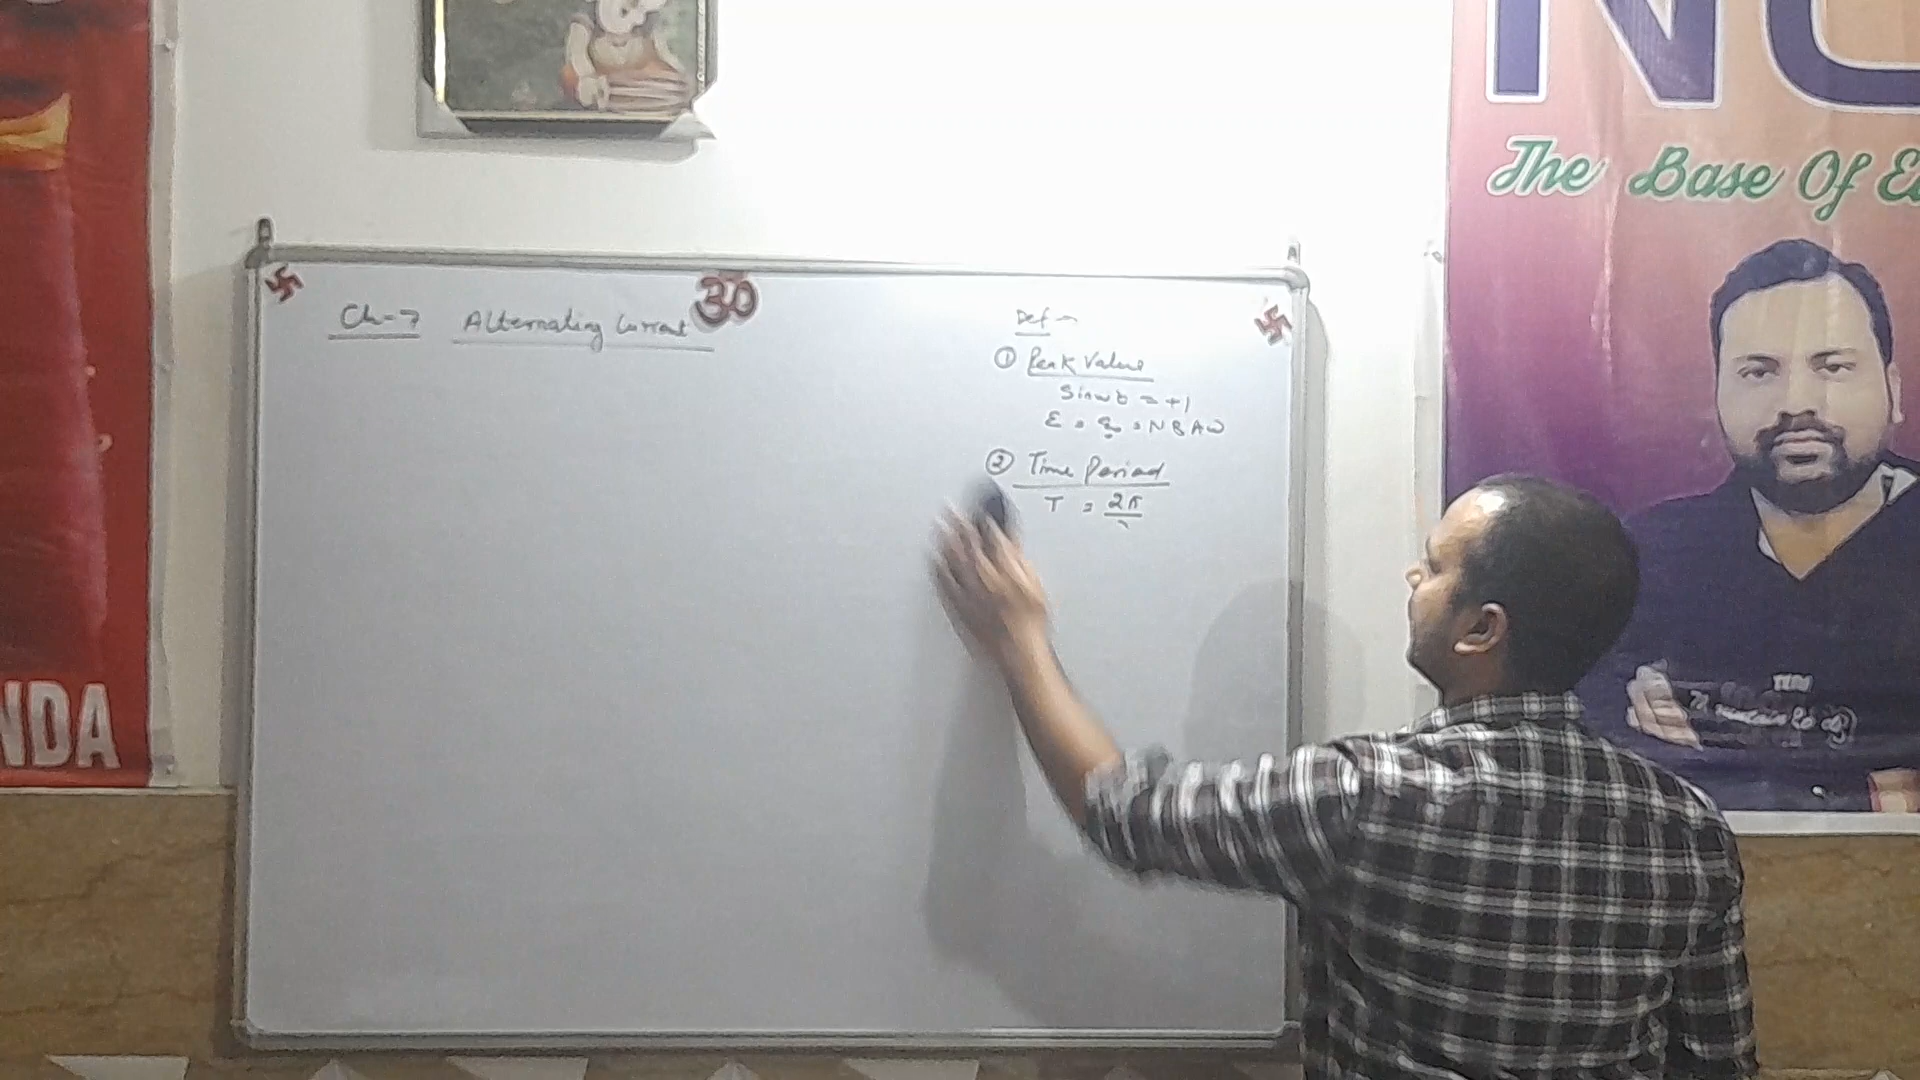 NC
The Base Of E
ॐ
Ch-7 Alternating Current
Defn
① Peak Value
Sinωt = +1
ε = ε₀ = NBAω
② Time Period
T = 2π
NDA